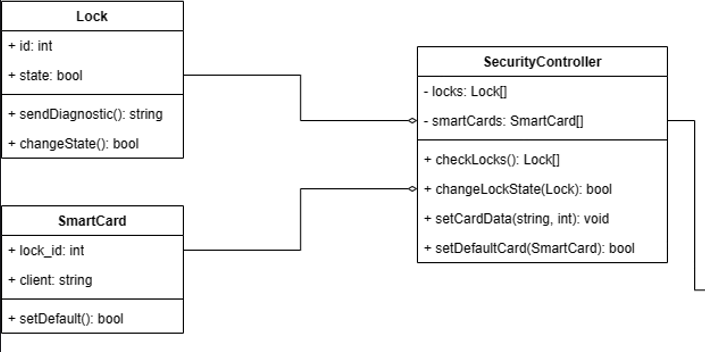 Lock
+ id: int
+ state: bool
+ sendDiagnostic(): string
+ changeState(): bool
SmartCard
+ lock_id: int
+ client: string
+ setDefault(): bool
SecurityController
- locks: Lock[]
- smartCards: SmartCard[]
+ checkLocks(): Lock[]
+ changeLockState(Lock): bool
+ setCardData(string, int): void
+ setDefaultCard(SmartCard): bool